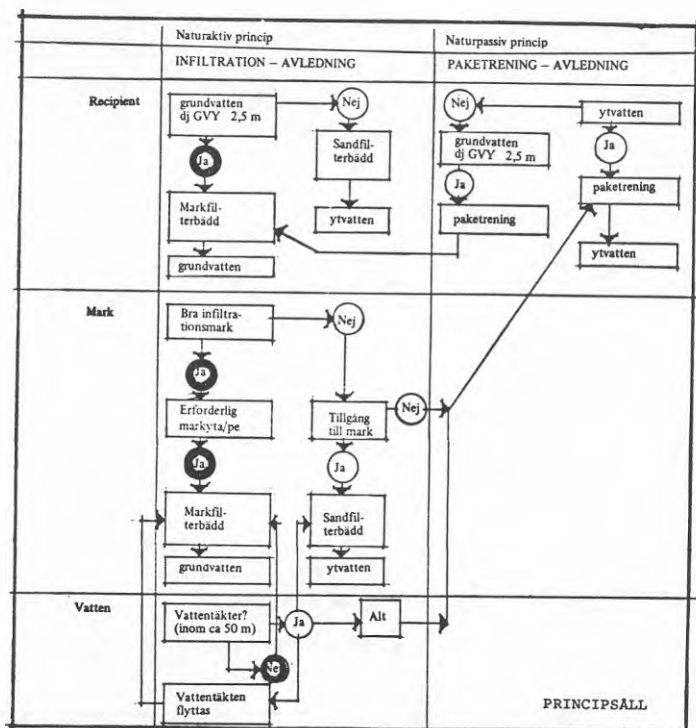 Naturaktiv princip
Naturpassiv princip
INFILTRATION – AVLEDNING
PAKETRENING – AVLEDNING
Recipient
grundvatten
dj GVY 2,5 m
Nej
Ja
Sandfil-
terbädd
Markfil-
terbädd
ytvatten
grundvatten
Nej
ytvatten
grundvatten
dj GVY 2,5 m
Ja
Ja
paketrening
paketrening
ytvatten
Mark
Bra infiltra-
tionsmark
Nej
Ja
Erforderlig
markyta/pe
Tillgång
till mark
Nej
Ja
Ja
Markfil-
terbädd
Sandfil-
terbädd
grundvatten
ytvatten
Vatten
Vattentäkter?
(inom ca 50 m)
Ja
Alt
Ne
Vattentäkten
flyttas
PRINCIPSÅLL